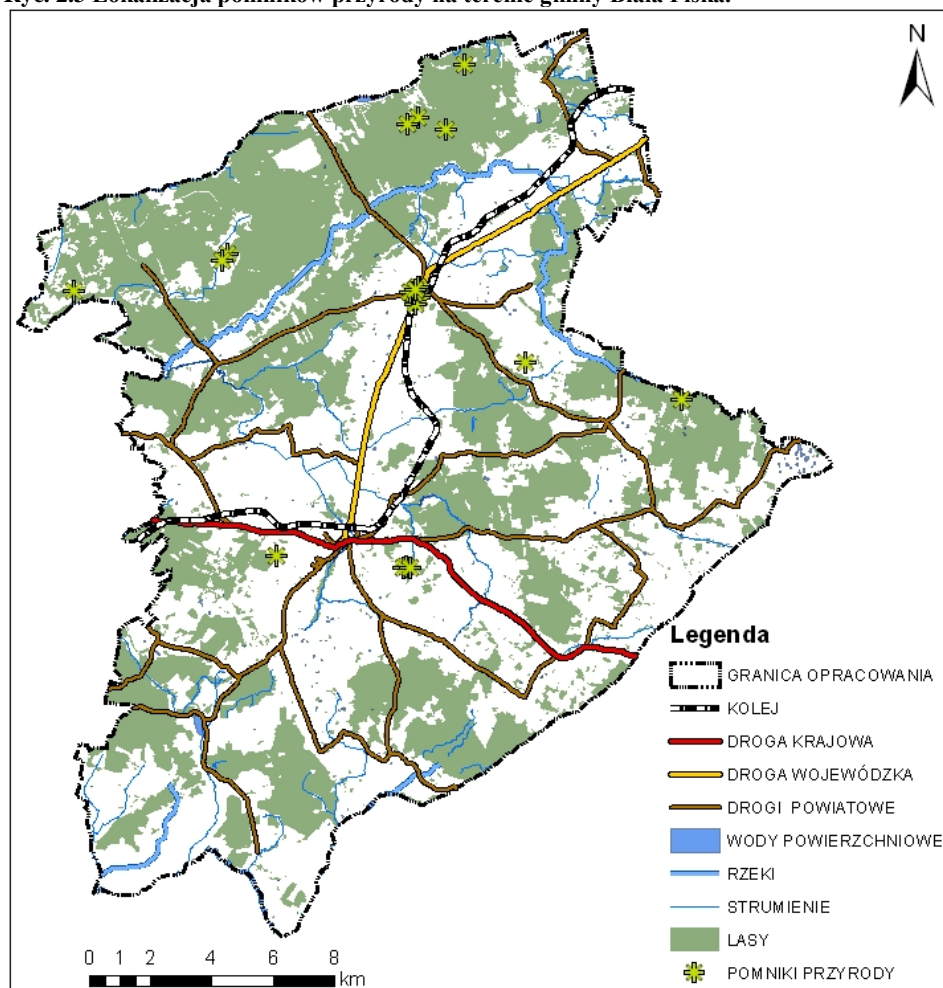 Ryc. 2.3 Lokalizacja pomników przyrody na terenie gminy Biała Piska.
N
Legenda
GRANICA OPRACOWANIA
KOLEJ
DROGA KRAJOWA
DROGA WOJEWÓDZKA
DROGI POWIATOWE
WODY POWIERZCHNIOWE
RZEKI
STRUMIENIE
LASY
POMNIKI PRZYRODY
0 1 2 4 6 8
km